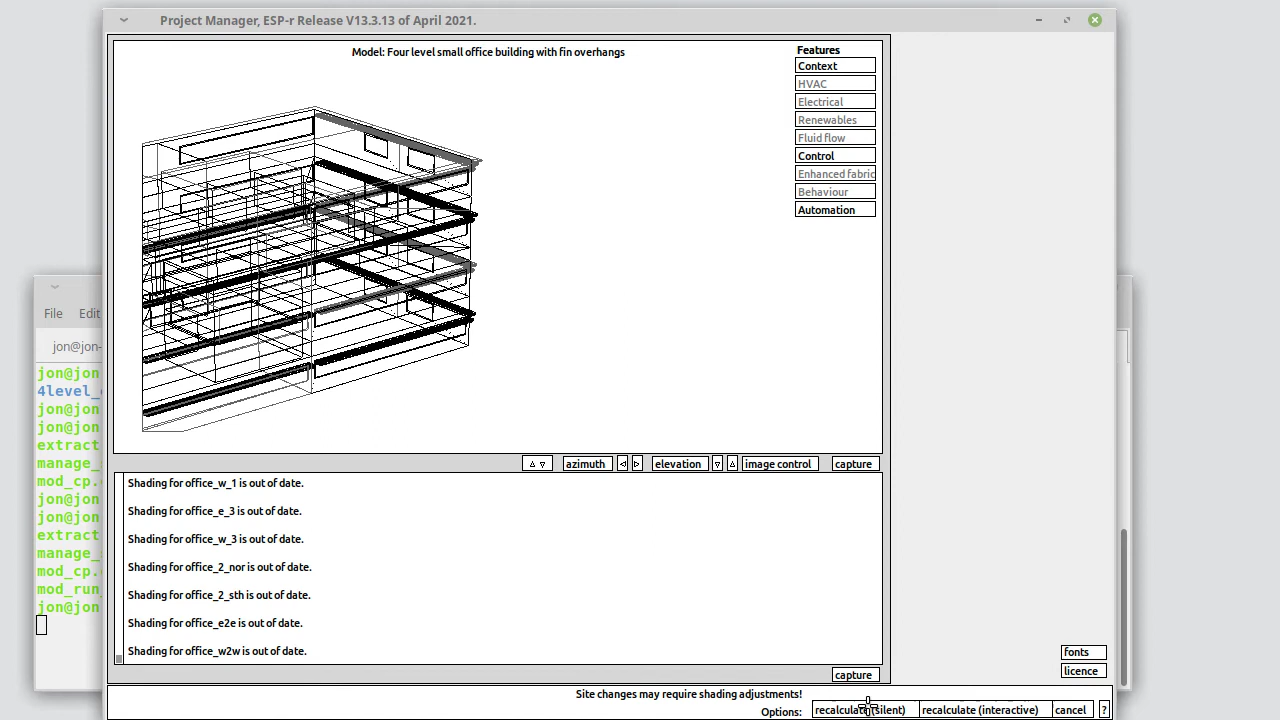 Project Manager, ESP-r Release V13.3.13 of April 2021.
Model: Four level small office building with fin overhangs
Features
Context
HVAC
Electrical
Renewables
Fluid flow
Control
Enhanced fabric
Behaviour
Automation
File Edit
jon@jon-
jon@jon
4level_
jon@jon
jon@jon
extract
manage_
mod_cp.
jon@jon
jon@jon
extract
manage_
mod_cp.
mod_run
jon@jon
azimuth elevation image control capture
Shading for office_w_1 is out of date.
Shading for office_e_3 is out of date.
Shading for office_w_3 is out of date.
Shading for office_2_nor is out of date.
Shading for office_2_sth is out of date.
Shading for office_e2e is out of date.
Shading for office_w2w is out of date.
capture
fonts
licence
Site changes may require shading adjustments!
Options: recalculate (silent) recalculate (interactive) cancel ?